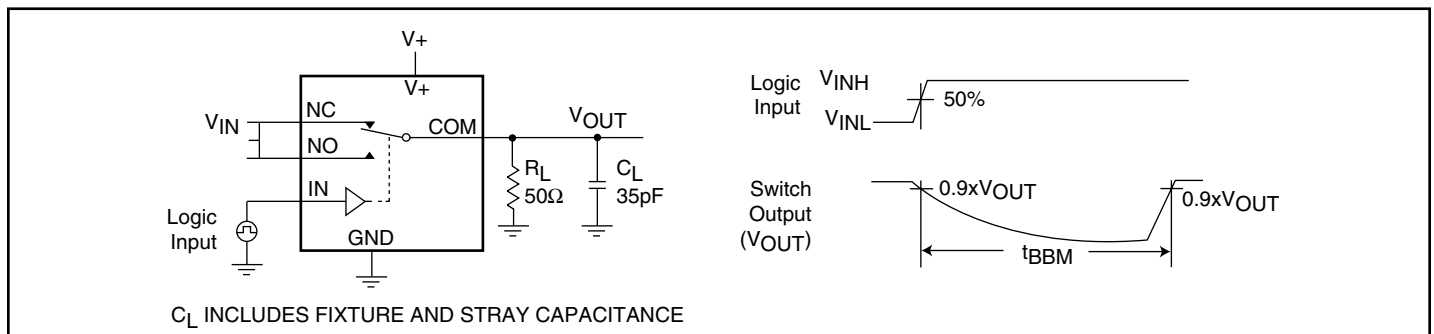 V+
V+
NC
VIN
COM
VOUT
NO
RL
50Ω
CL
35pF
IN
Logic
Input
GND
CL INCLUDES FIXTURE AND STRAY CAPACITANCE
Logic
Input
VINH
50%
VINL
Switch
Output
(VOUT)
0.9xVOUT
0.9xVOUT
tBBM